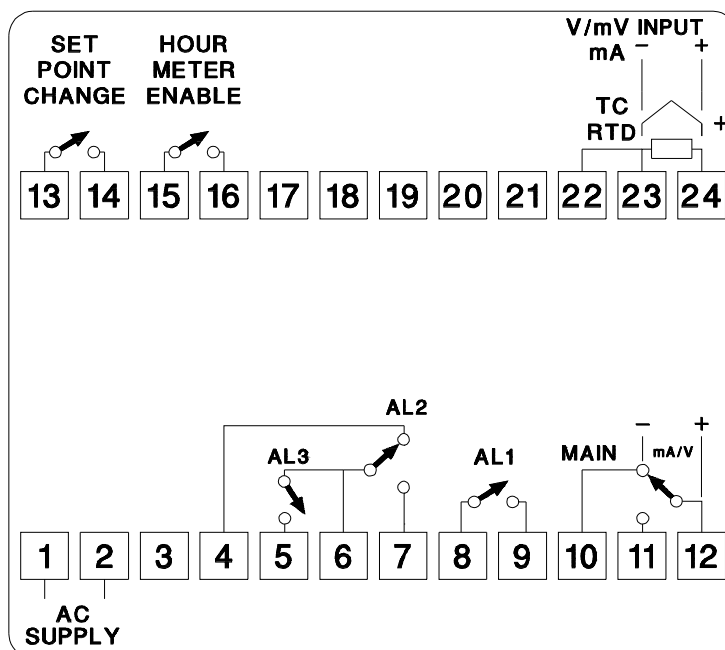 SET
POINT
CHANGE
HOUR
METER
ENABLE
V/mV INPUT
mA - +
TC
RTD +
13 14 15 16 17 18 19 20 21 22 23 24
AL2
AL3
AL1
MAIN - mA/V +
1 2 3 4 5 6 7 8 9 10 11 12
AC
SUPPLY